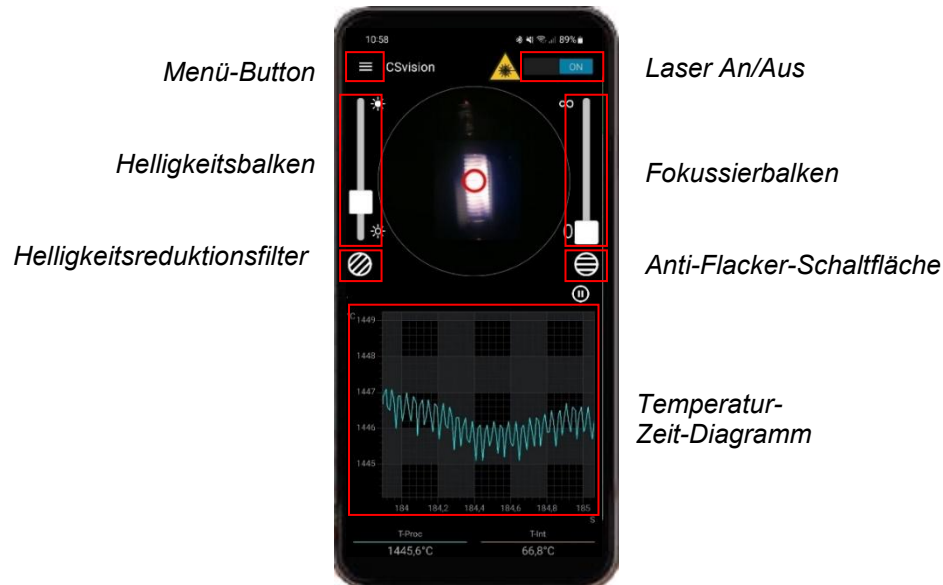 10:58
89%
Menü-Button
CSvision
ON
Laser An/Aus
∞
Helligkeitsbalken
Fokussierbalken
0
Helligkeitsreduktionsfilter
Anti-Flacker-Schaltfläche
°C
1449
1448
1447
1446
1445
Temperatur-
Zeit-Diagramm
184 184,2 184,4 184,6 184,8 185
S
T-Proc T-Int
1445,6°C 66,8°C